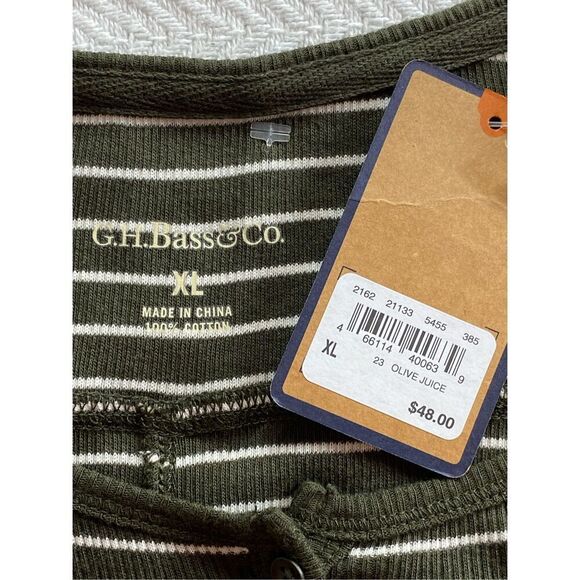 G.H.Bass&Co.
XL
MADE IN CHINA
100% COTTON
2162 21133 5455 385
4 66114 40063 9
XL
23 OLIVE JUICE
$48.00